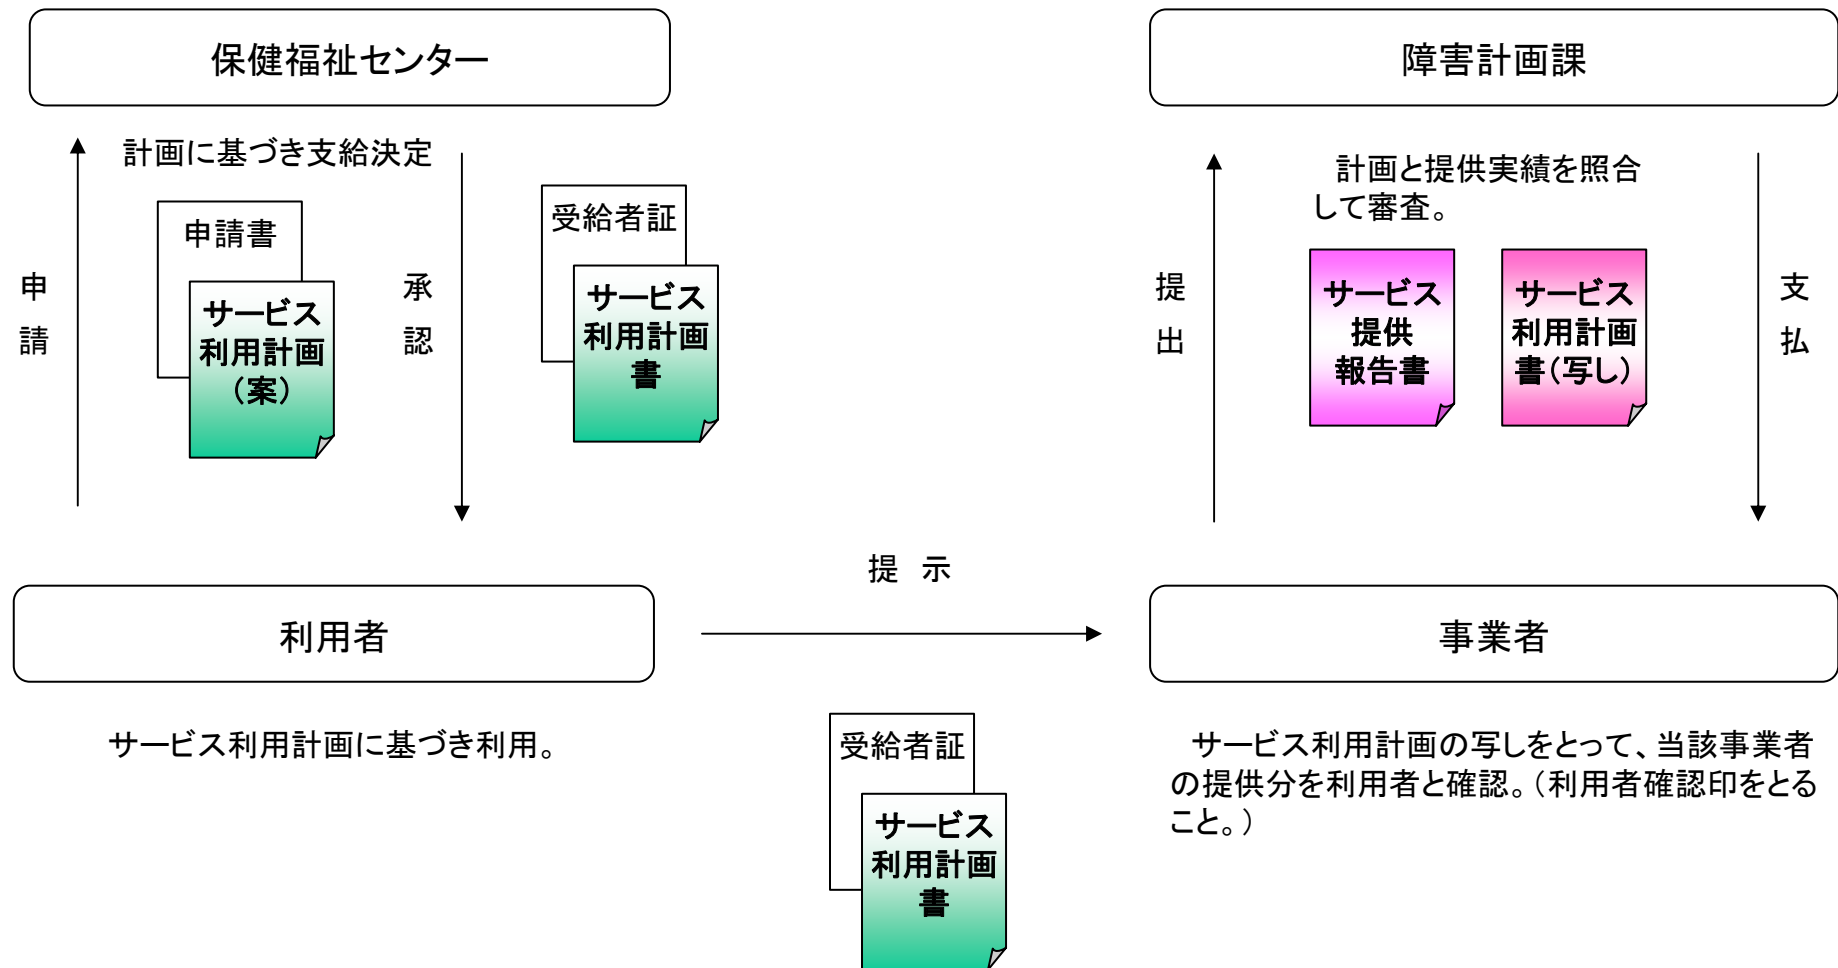 保健福祉センター
障害計画課
計画に基づき支給決定
申請書
サービス
利用計画
（案）
申
請
承
認
受給者証
サービス
利用計画
書
計画と提供実績を照合
して審査。
提
出
サービス
提供
報告書
サービス
利用計画
書（写し）
支
払
提　示
利用者
事業者
サービス利用計画に基づき利用。
受給者証
サービス
利用計画
書
サービス利用計画の写しをとって、当該事業者
の提供分を利用者と確認。（利用者確認印をとる
こと。）